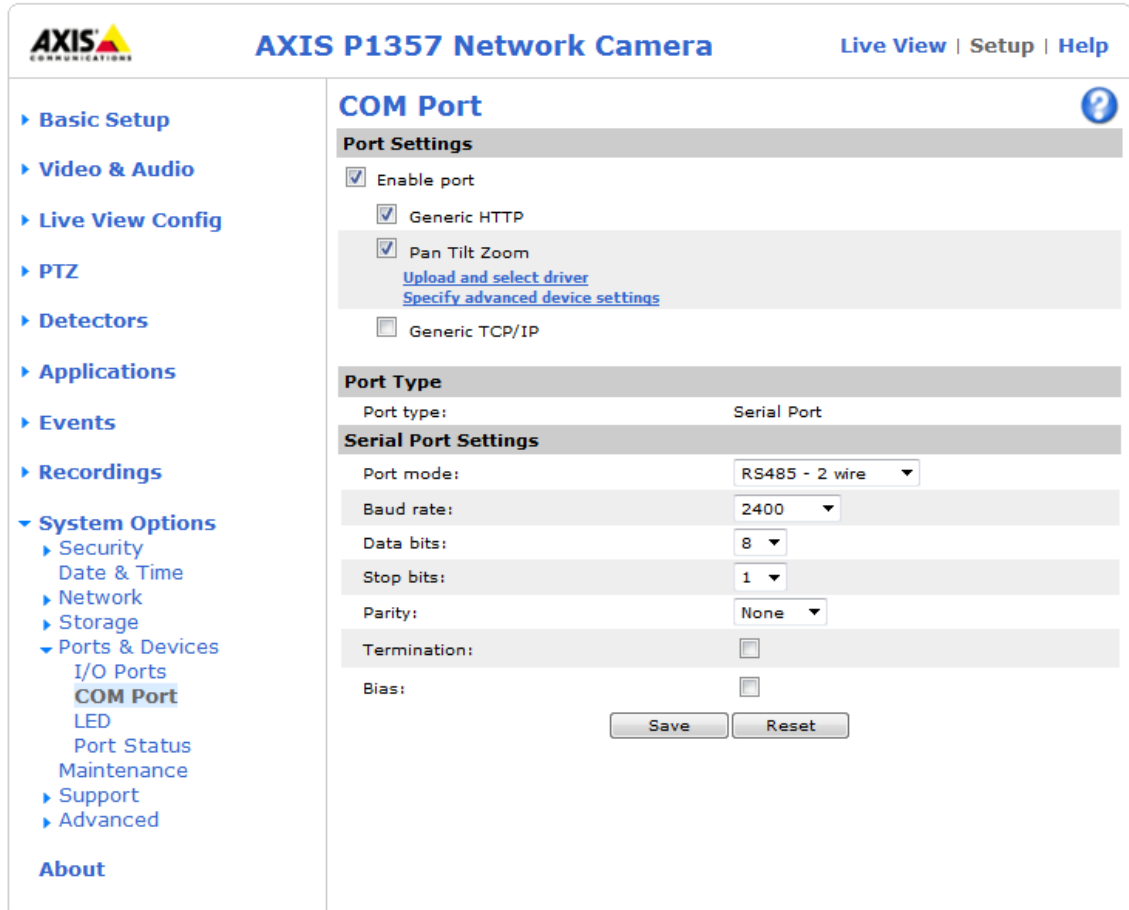 AXIS
COMMUNICATIONS
AXIS P1357 Network Camera
Live View | Setup | Help
Basic Setup
Video & Audio
Live View Config
PTZ
Detectors
Applications
Events
Recordings
System Options
Security
Date & Time
Network
Storage
Ports & Devices
I/O Ports
COM Port
LED
Port Status
Maintenance
Support
Advanced
About
COM Port
?
Port Settings
Enable port
Generic HTTP
Pan Tilt Zoom
Upload and select driver
Specify advanced device settings
Generic TCP/IP
Port Type
Port type: Serial Port
Serial Port Settings
Port mode: RS485 - 2 wire
Baud rate: 2400
Data bits: 8
Stop bits: 1
Parity: None
Termination:
Bias:
Save Reset